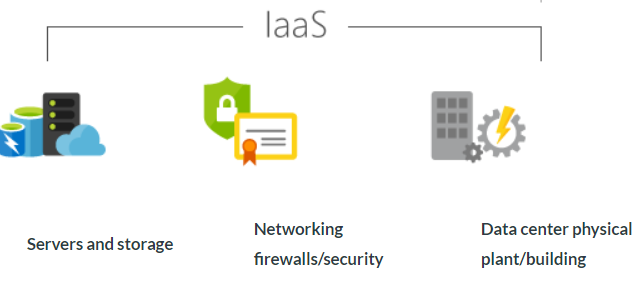 IaaS
Servers and storage
Networking
firewalls/security
Data center physical
plant/building